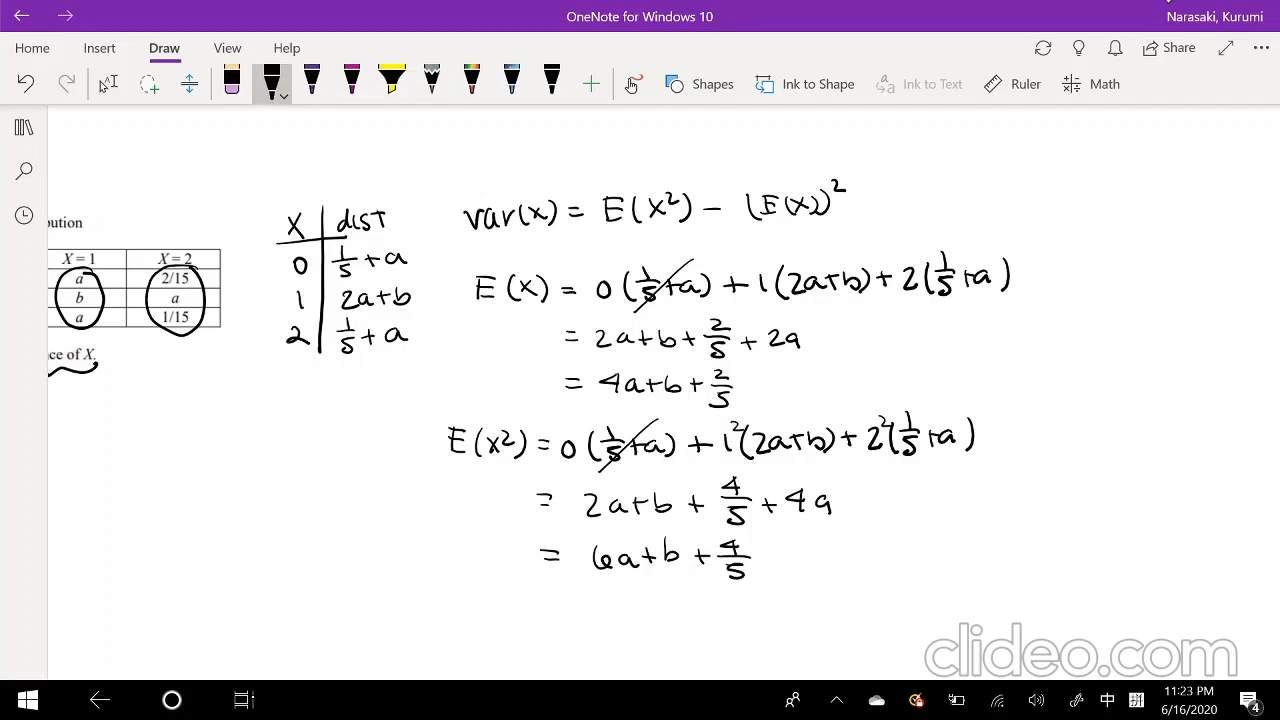 OneNote for Windows 10
Narasaki, Kurumi
Home Insert Draw View Help
Share
Shapes Ink to Shape Ink to Text Ruler Math
bution
X = 1 X = 2
a 2/15
b a
a 1/15
ce of X.
X dist
0 1/5 + a
1 2a+b
2 1/5 + a
var(x) = E(X²) − (E(X))²
E(x) = 0(1/5+a) + 1(2a+b) + 2(1/5+a)
= 2a+b+2/5+2a
= 4a+b+2/5
E(x²) = 0(1/5+a) + 1²(2a+b) + 2²(1/5+a)
= 2a+b+4/5+4a
= 6a+b+4/5
clideo.com
中
11:23 PM
6/16/2020
4